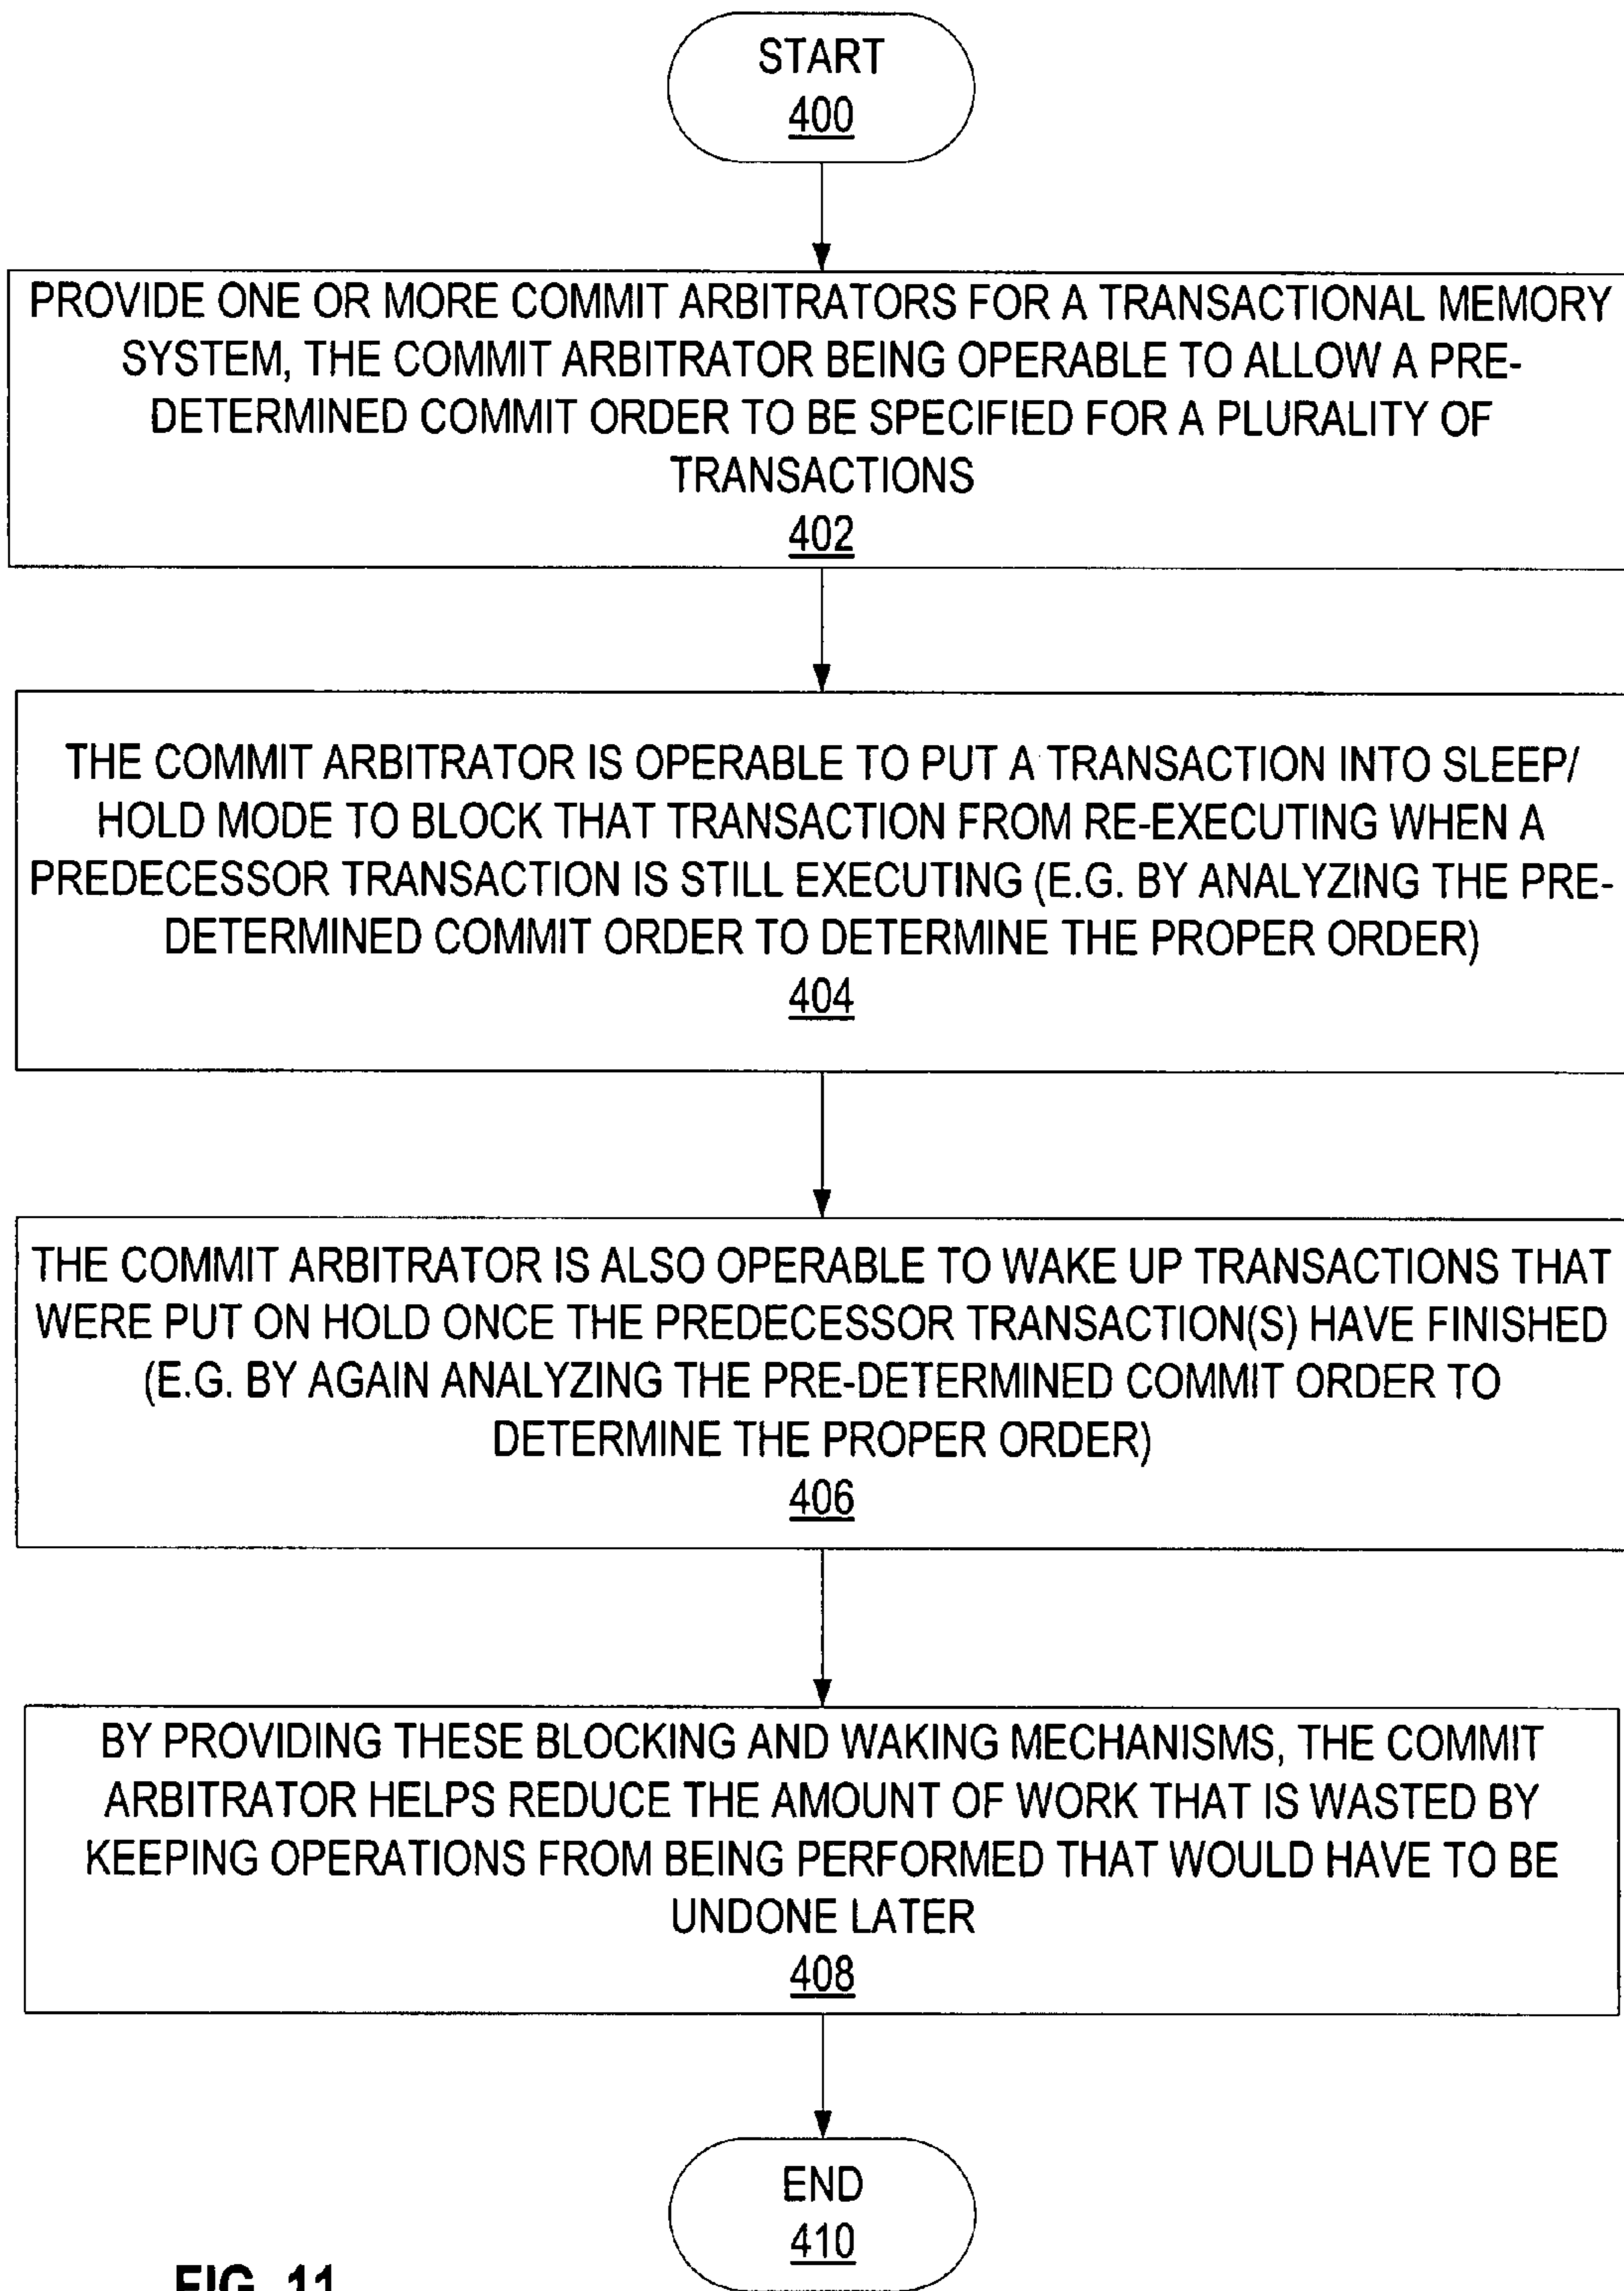 START
400
PROVIDE ONE OR MORE COMMIT ARBITRATORS FOR A TRANSACTIONAL MEMORY
SYSTEM, THE COMMIT ARBITRATOR BEING OPERABLE TO ALLOW A PRE-
DETERMINED COMMIT ORDER TO BE SPECIFIED FOR A PLURALITY OF
TRANSACTIONS
402
THE COMMIT ARBITRATOR IS OPERABLE TO PUT A TRANSACTION INTO SLEEP/
HOLD MODE TO BLOCK THAT TRANSACTION FROM RE-EXECUTING WHEN A
PREDECESSOR TRANSACTION IS STILL EXECUTING (E.G. BY ANALYZING THE PRE-
DETERMINED COMMIT ORDER TO DETERMINE THE PROPER ORDER)
404
THE COMMIT ARBITRATOR IS ALSO OPERABLE TO WAKE UP TRANSACTIONS THAT
WERE PUT ON HOLD ONCE THE PREDECESSOR TRANSACTION(S) HAVE FINISHED
(E.G. BY AGAIN ANALYZING THE PRE-DETERMINED COMMIT ORDER TO
DETERMINE THE PROPER ORDER)
406
BY PROVIDING THESE BLOCKING AND WAKING MECHANISMS, THE COMMIT
ARBITRATOR HELPS REDUCE THE AMOUNT OF WORK THAT IS WASTED BY
KEEPING OPERATIONS FROM BEING PERFORMED THAT WOULD HAVE TO BE
UNDONE LATER
408
END
410
FIG. 11